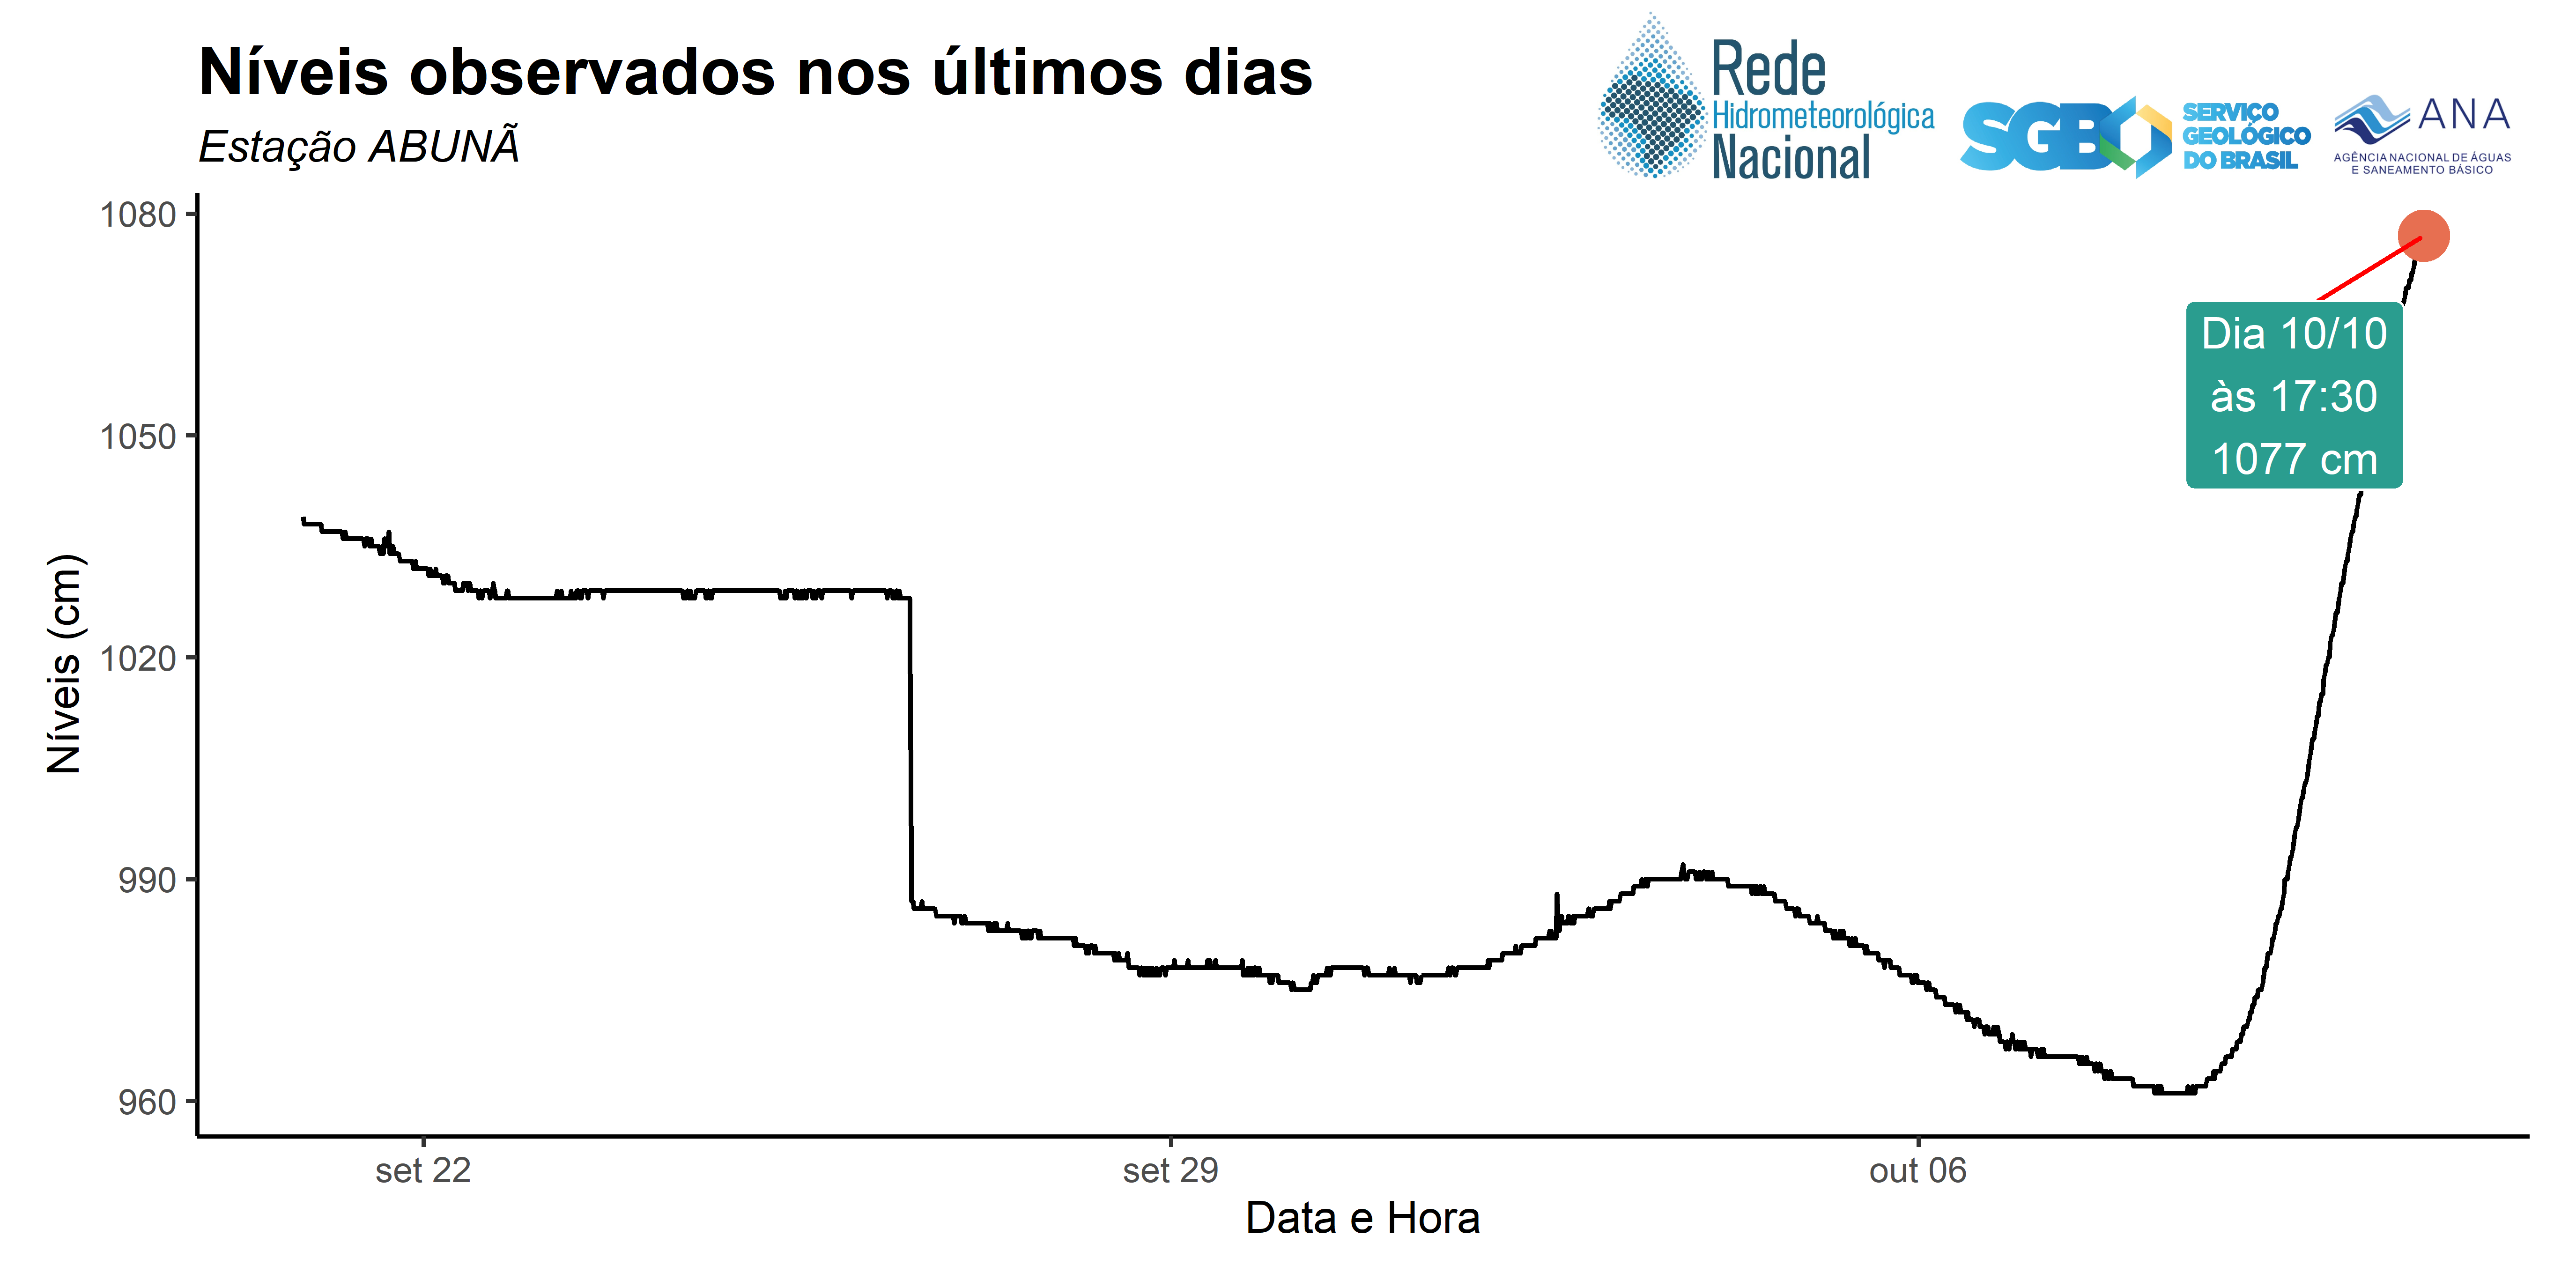 Níveis observados nos últimos dias
Estação ABUNÃ
Rede
Hidrometeorológica
Nacional
SGB
SERVIÇO
GEOLÓGICO
DO BRASIL
ANA
AGÊNCIA NACIONAL DE ÁGUAS
E SANEAMENTO BÁSICO
1080
1050
1020
990
960
Níveis (cm)
Dia 10/10
às 17:30
1077 cm
set 22
set 29
out 06
Data e Hora